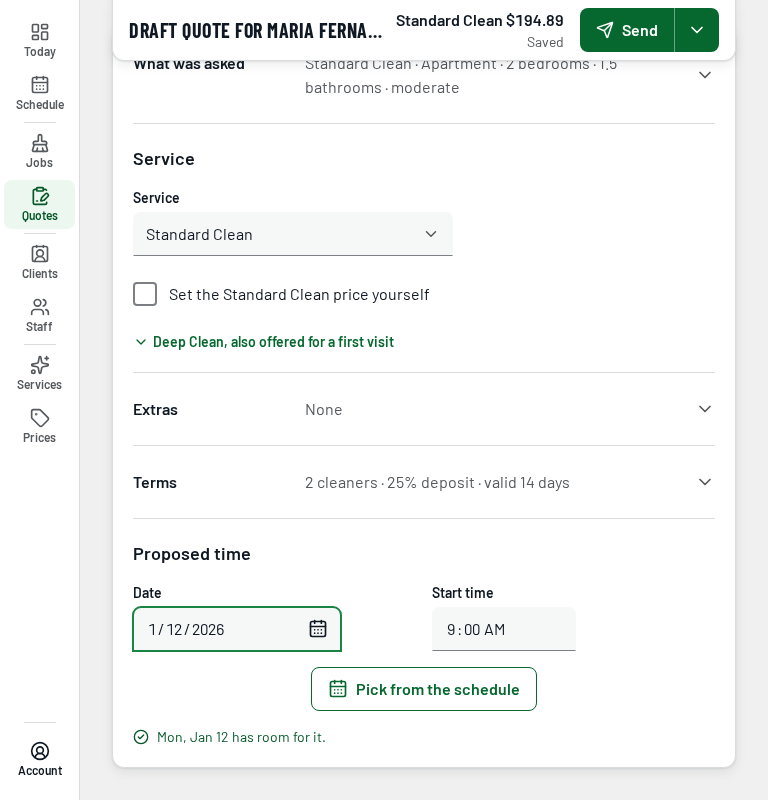 DRAFT QUOTE FOR MARIA FERNA...
Standard Clean $194.89
Saved
Send
Today
Schedule
Jobs
Quotes
Clients
Staff
Services
Prices
Account
What was asked
Standard Clean · Apartment · 2 bedrooms · 1.5
bathrooms · moderate
Service
Service
Standard Clean
Set the Standard Clean price yourself
Deep Clean, also offered for a first visit
Extras
None
Terms
2 cleaners · 25% deposit · valid 14 days
Proposed time
Date
Start time
1/12/2026
9:00 AM
Pick from the schedule
Mon, Jan 12 has room for it.